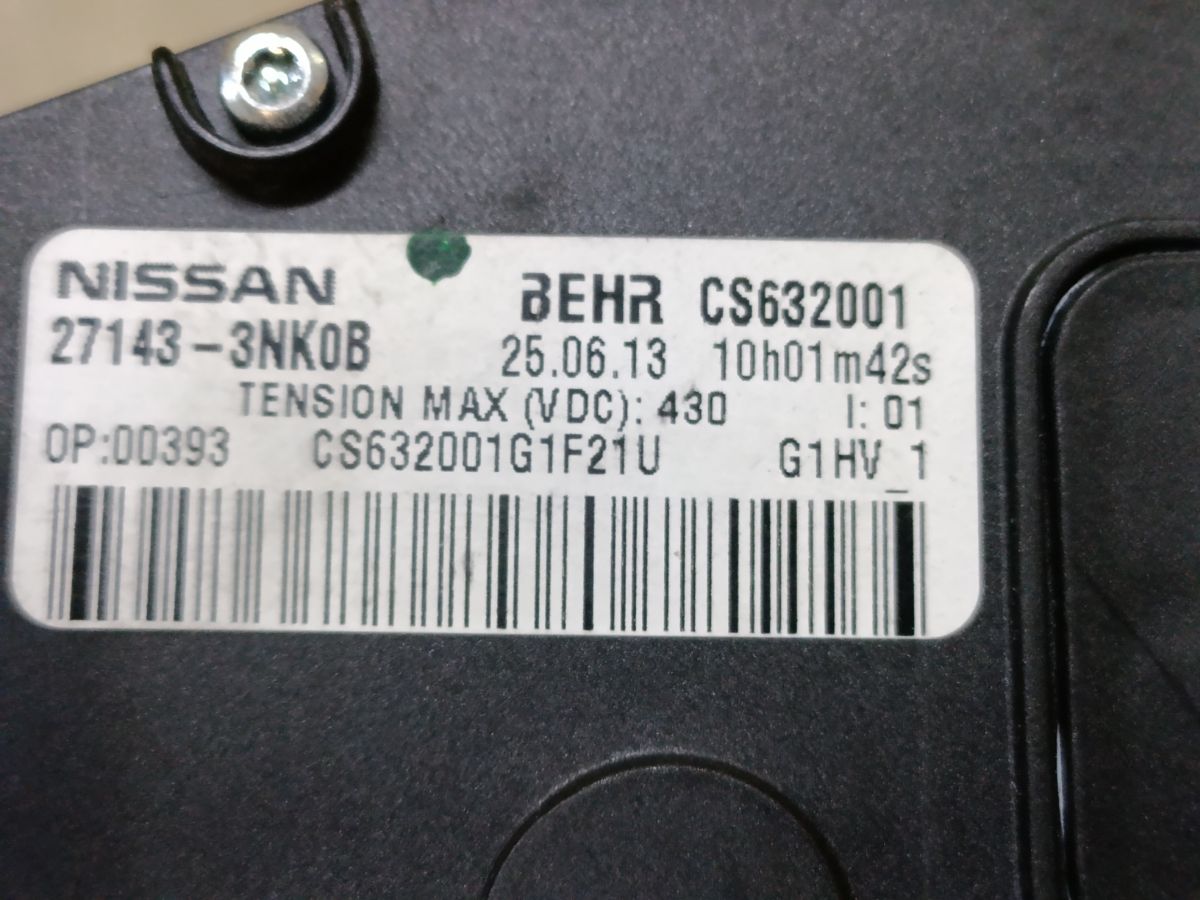 NISSAN BEHR CS632001
27143-3NK0B 25.06.13 10h01m42s
TENSION MAX (VDC): 430 I: 01
OP:00393 CS632001G1F21U G1HV_1